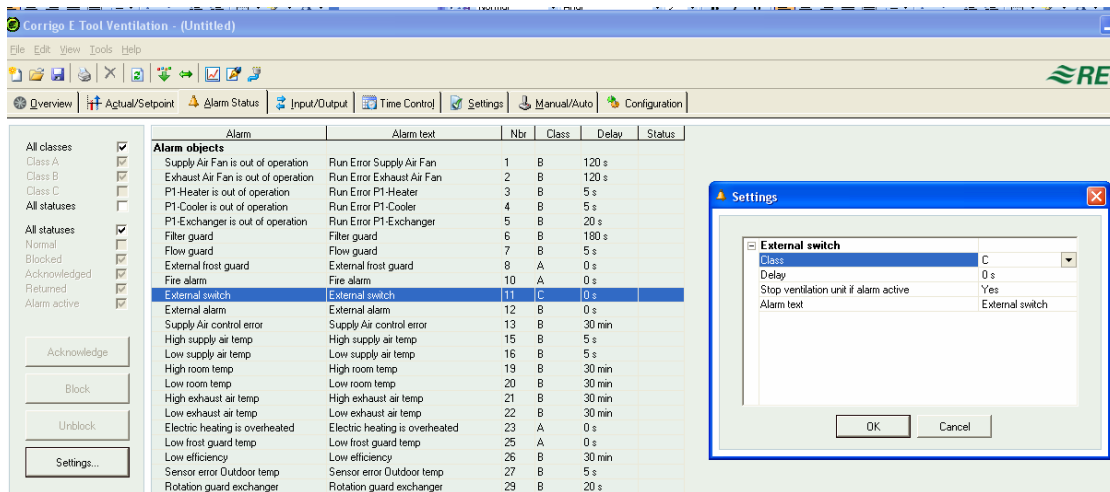 Corrigo E Tool Ventilation - (Untitled)
File Edit View Tools Help
RE
Overview Actual/Setpoint Alarm Status Input/Output Time Control Settings Manual/Auto Configuration
All classes
Class A
Class B
Class C
All statuses
All statuses
Normal
Blocked
Acknowledged
Returned
Alarm active
Acknowledge
Block
Unblock
Settings...
Alarm Alarm text Nbr Class Delay Status
Alarm objects
Supply Air Fan is out of operation Run Error Supply Air Fan 1 B 120 s
Exhaust Air Fan is out of operation Run Error Exhaust Air Fan 2 B 120 s
P1-Heater is out of operation Run Error P1-Heater 3 B 5 s
P1-Cooler is out of operation Run Error P1-Cooler 4 B 5 s
P1-Exchanger is out of operation Run Error P1-Exchanger 5 B 20 s
Filter guard Filter guard 6 B 180 s
Flow guard Flow guard 7 B 5 s
External frost guard External frost guard 8 A 0 s
Fire alarm Fire alarm 10 A 0 s
External switch External switch 11 C 0 s
External alarm External alarm 12 B 0 s
Supply Air control error Supply Air control error 13 B 30 min
High supply air temp High supply air temp 15 B 5 s
Low supply air temp Low supply air temp 16 B 5 s
High room temp High room temp 19 B 30 min
Low room temp Low room temp 20 B 30 min
High exhaust air temp High exhaust air temp 21 B 30 min
Low exhaust air temp Low exhaust air temp 22 B 30 min
Electric heating is overheated Electric heating is overheated 23 A 0 s
Low frost guard temp Low frost guard temp 25 A 0 s
Low efficiency Low efficiency 26 B 30 min
Sensor error Outdoor temp Sensor error Outdoor temp 27 B 5 s
Rotation guard exchanger Rotation guard exchanger 29 B 20 s
Settings
External switch
Class C
Delay 0 s
Stop ventilation unit if alarm active Yes
Alarm text External switch
OK Cancel